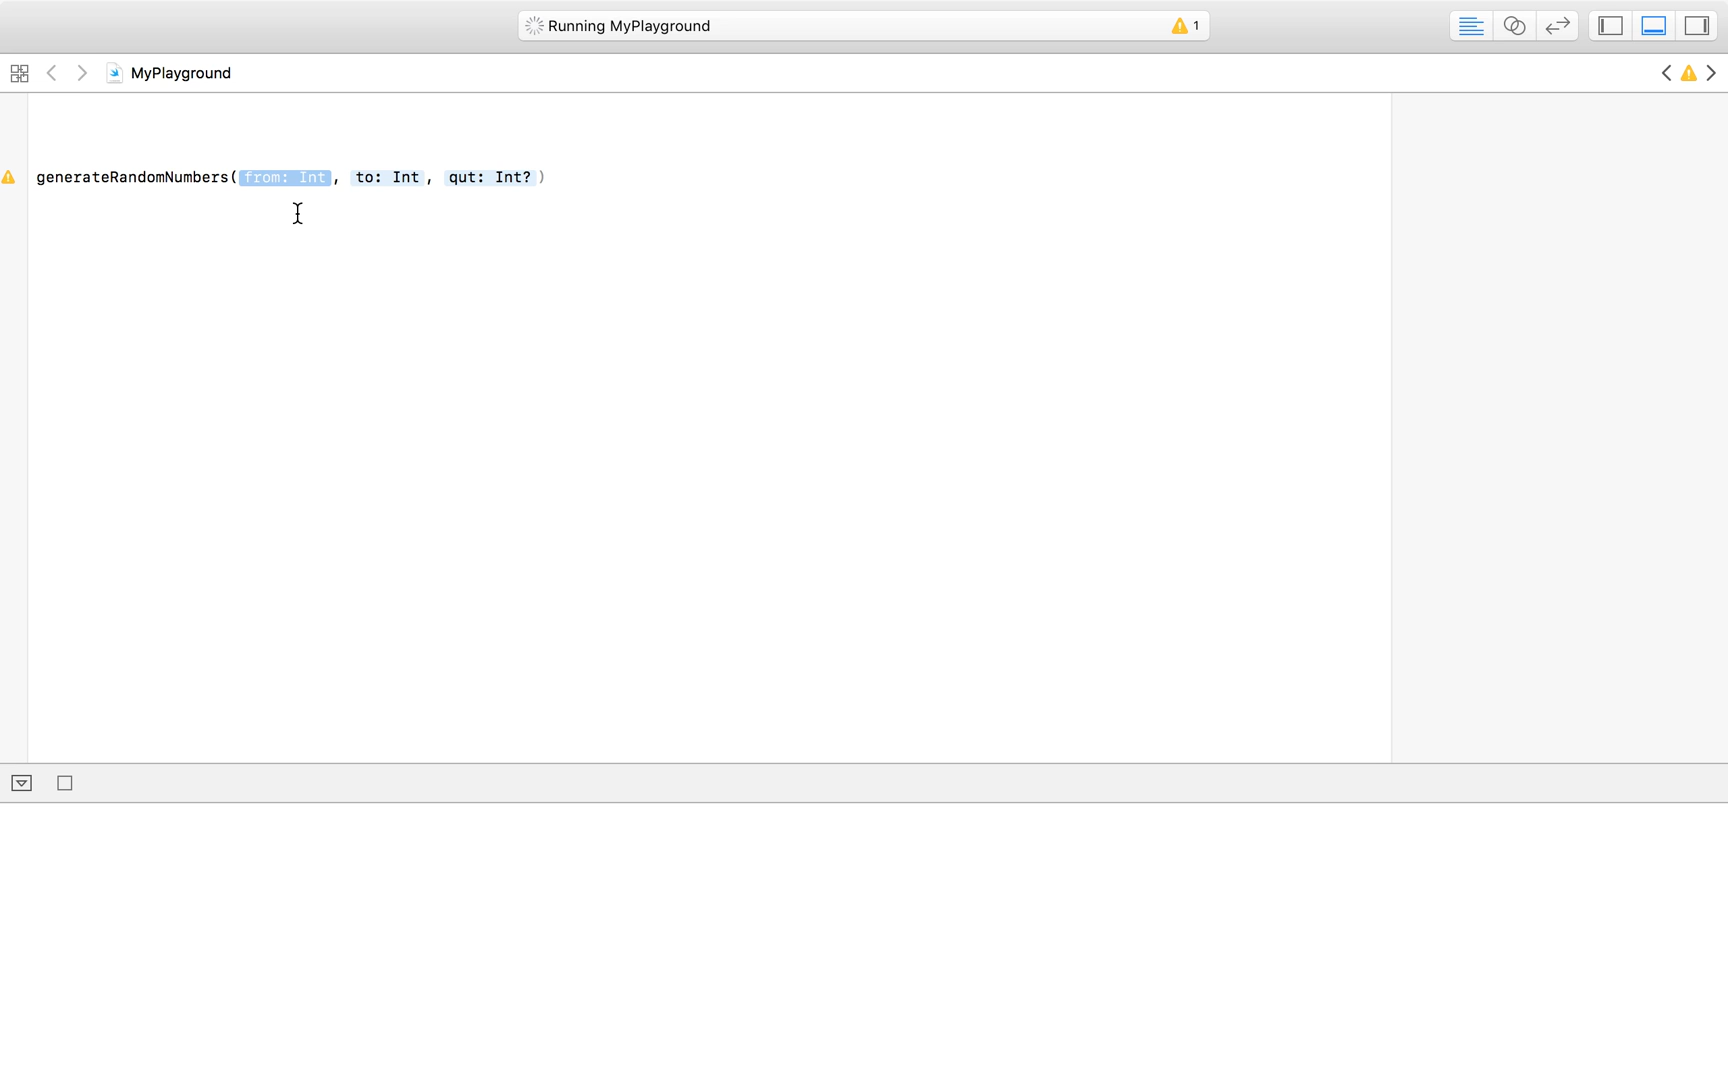 Running MyPlayground 1
MyPlayground
generateRandomNumbers(from: Int, to: Int, qut: Int?)